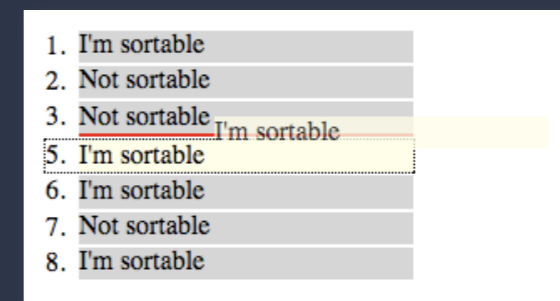 1. I'm sortable
2. Not sortable
3. Not sortable
I'm sortable
5. I'm sortable
6. I'm sortable
7. Not sortable
8. I'm sortable